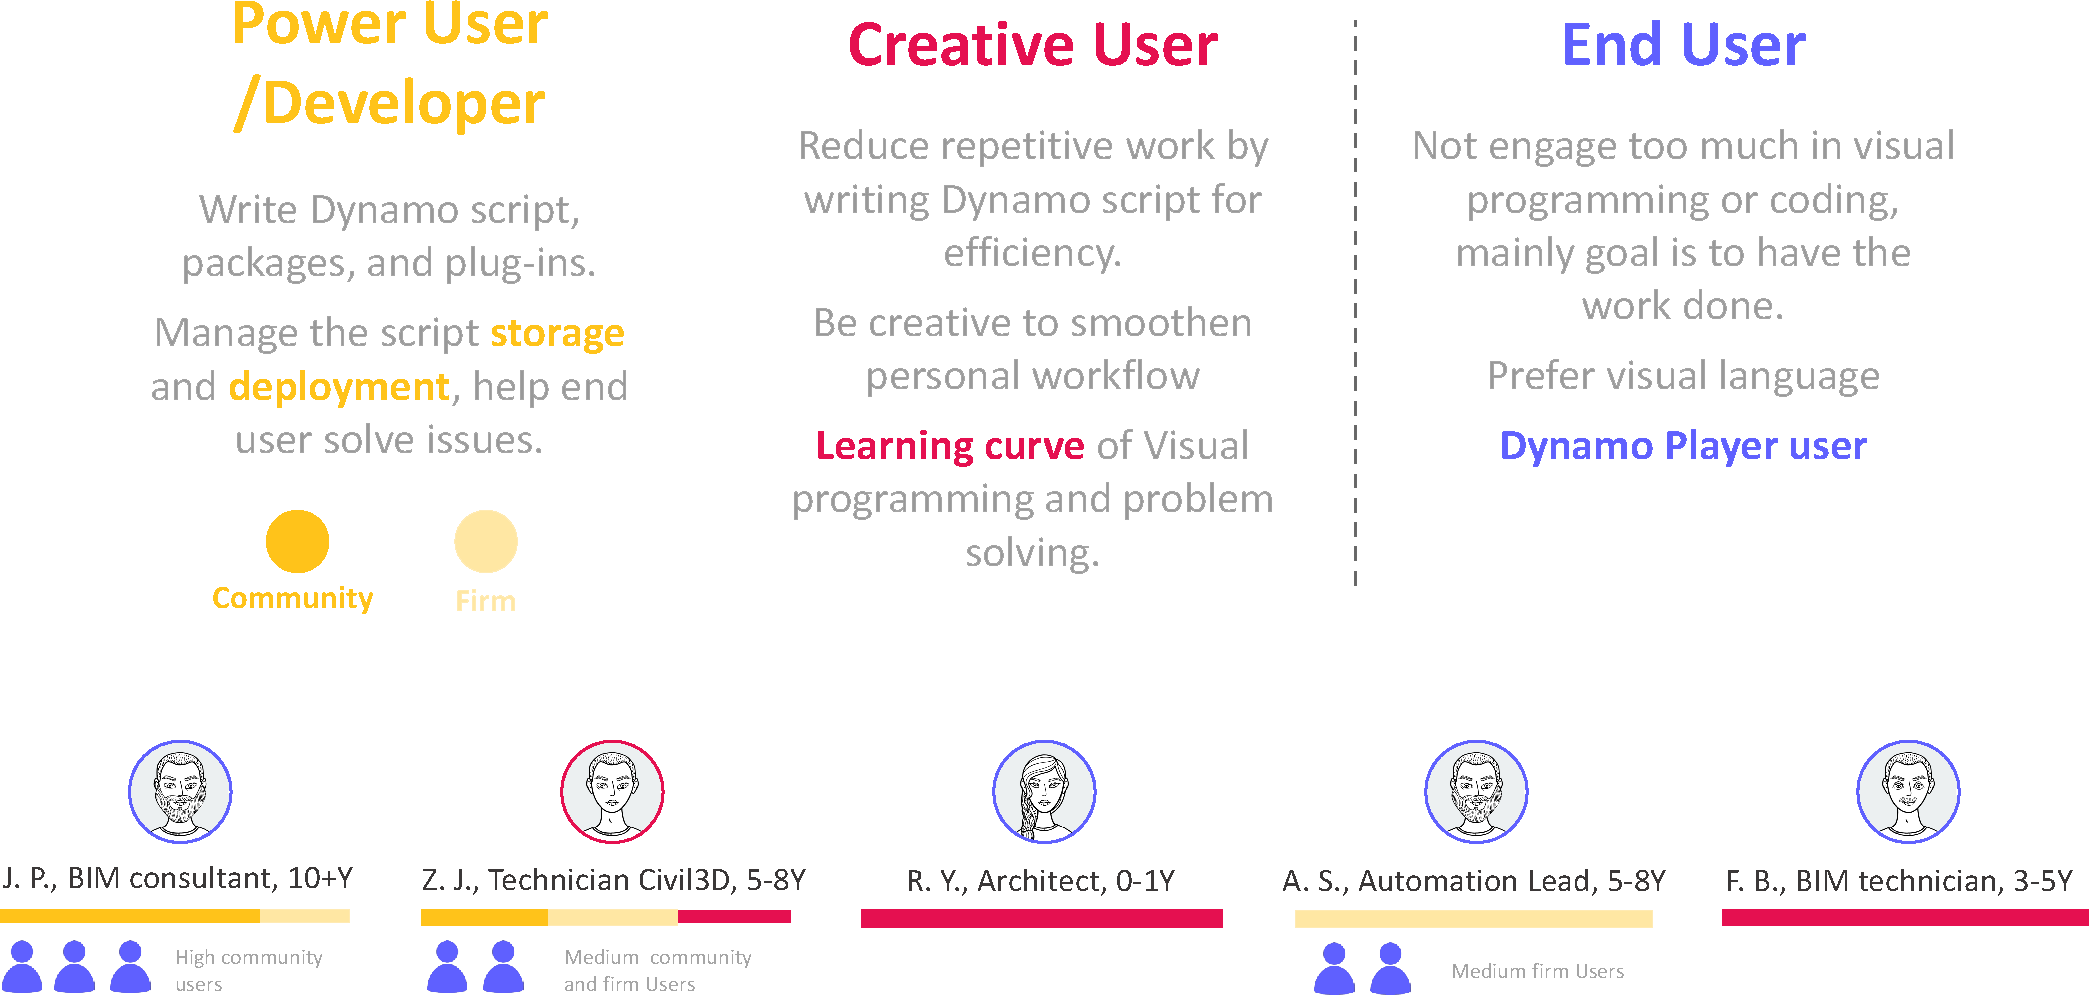 Power User
/Developer
Write Dynamo script,
packages, and plug-ins.
Manage the script storage
and deployment, help end
user solve issues.
Community
Firm
Creative User
Reduce repetitive work by
writing Dynamo script for
efficiency.
Be creative to smoothen
personal workflow
Learning curve of Visual
programming and problem
solving.
End User
Not engage too much in visual
programming or coding,
mainly goal is to have the
work done.
Prefer visual language
Dynamo Player user
J. P., BIM consultant, 10+Y
High community
users
Z. J., Technician Civil3D, 5-8Y
Medium community
and firm Users
R. Y., Architect, 0-1Y
A. S., Automation Lead, 5-8Y
Medium firm Users
F. B., BIM technician, 3-5Y